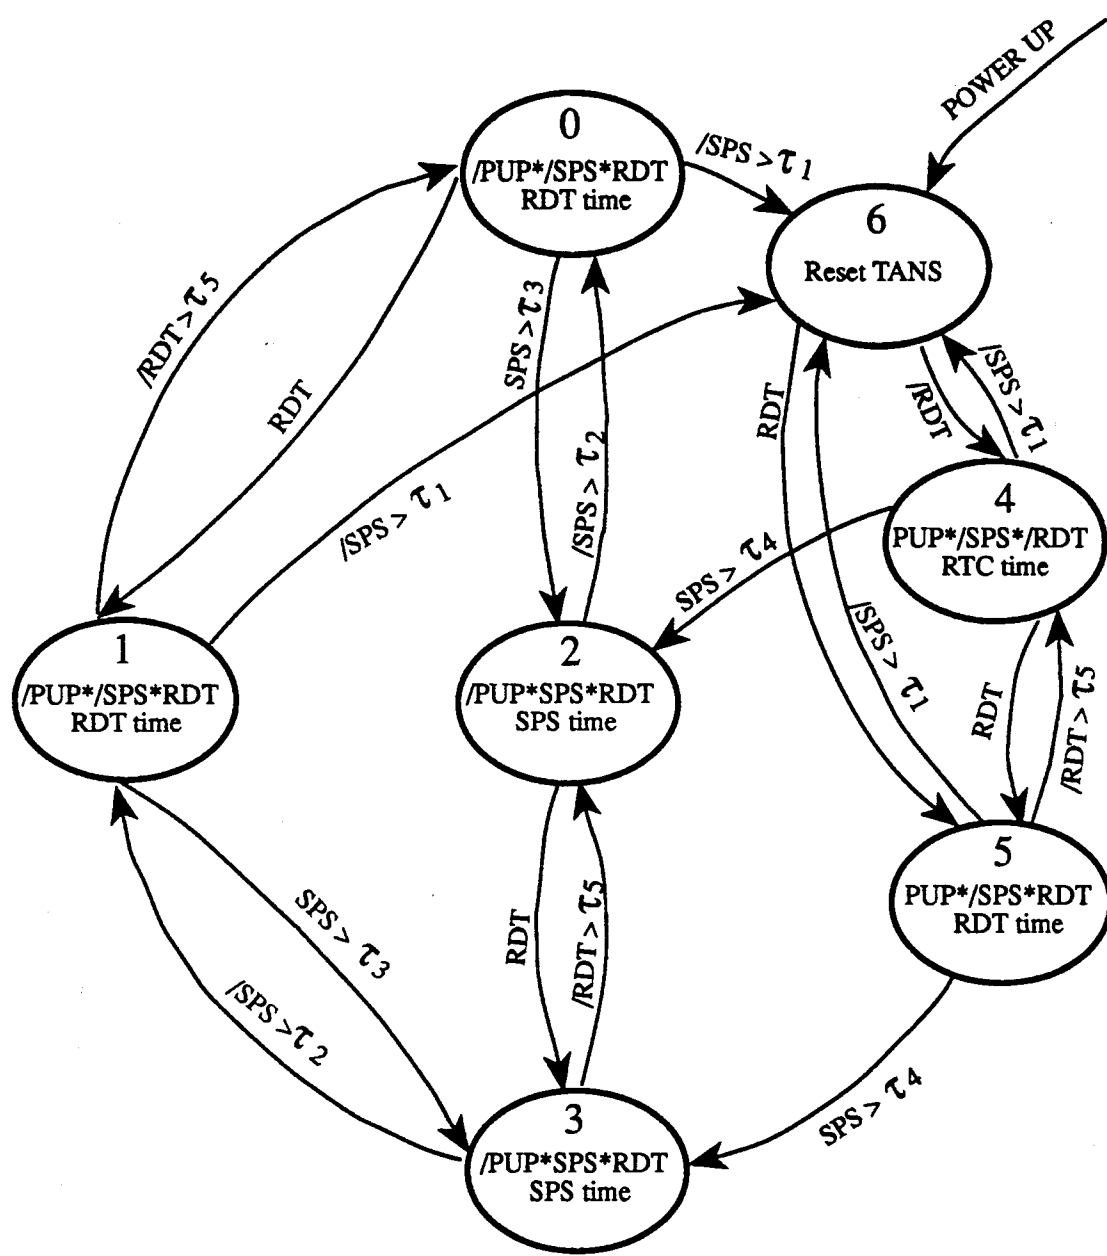 POWER UP
0
/PUP*/SPS*RDT
RDT time
/SPS > τ1
6
Reset TANS
/RDT > τ5
RDT
SPS > τ3
/SPS > τ2
/SPS > τ1
RDT
/RDT
/SPS > τ1
4
PUP*/SPS*/RDT
RTC time
SPS > τ4
/SPS > τ1
1
/PUP*/SPS*RDT
RDT time
2
/PUP*SPS*RDT
SPS time
RDT
/RDT > τ5
5
PUP*/SPS*RDT
RDT time
SPS > τ3
/SPS > τ2
RDT
/RDT > τ5
SPS > τ4
3
/PUP*SPS*RDT
SPS time